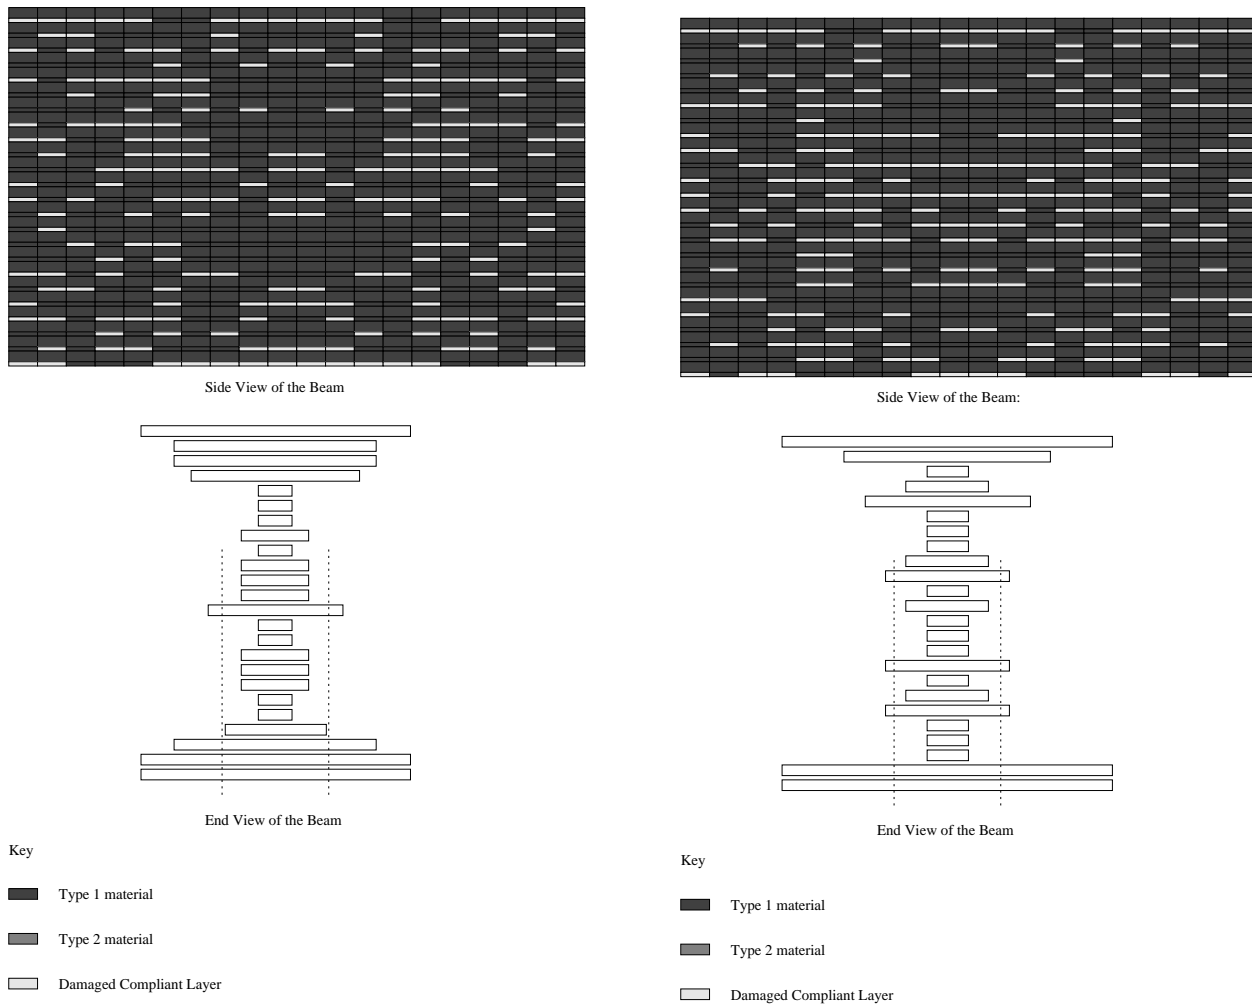 Side View of the Beam
End View of the Beam
Key
Type 1 material
Type 2 material
Damaged Compliant Layer
Side View of the Beam:
End View of the Beam
Key
Type 1 material
Type 2 material
Damaged Compliant Layer